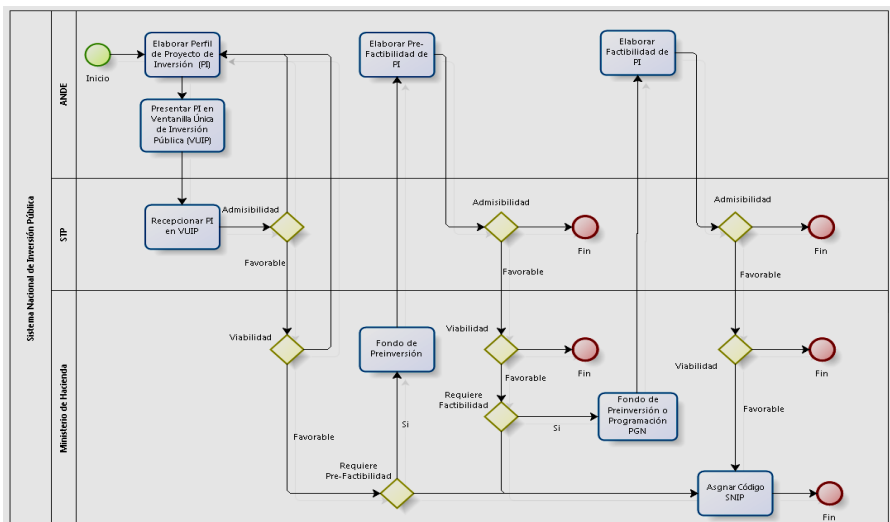 Sistema Nacional de Inversión Pública
ANDE
Inicio
Elaborar Perfil
de Proyecto de
Inversión (PI)
Presentar PI en
Ventanilla Única
de Inversión
Pública (VUIP)
Elaborar Pre-
Factibilidad de
PI
Elaborar
Factibilidad de
PI
STP
Recepcionar PI
en VUIP
Admisibilidad
Favorable
Admisibilidad
Fin
Favorable
Admisibilidad
Fin
Favorable
Ministerio de Hacienda
Viabilidad
Favorable
Fondo de
Preinversión
Si
Requiere
Pre-Factibilidad
Viabilidad
Fin
Favorable
Requiere
Factibilidad
Si
Fondo de
Preinversión o
Programación
PGN
Viabilidad
Fin
Favorable
Asgnar Código
SNIP
Fin